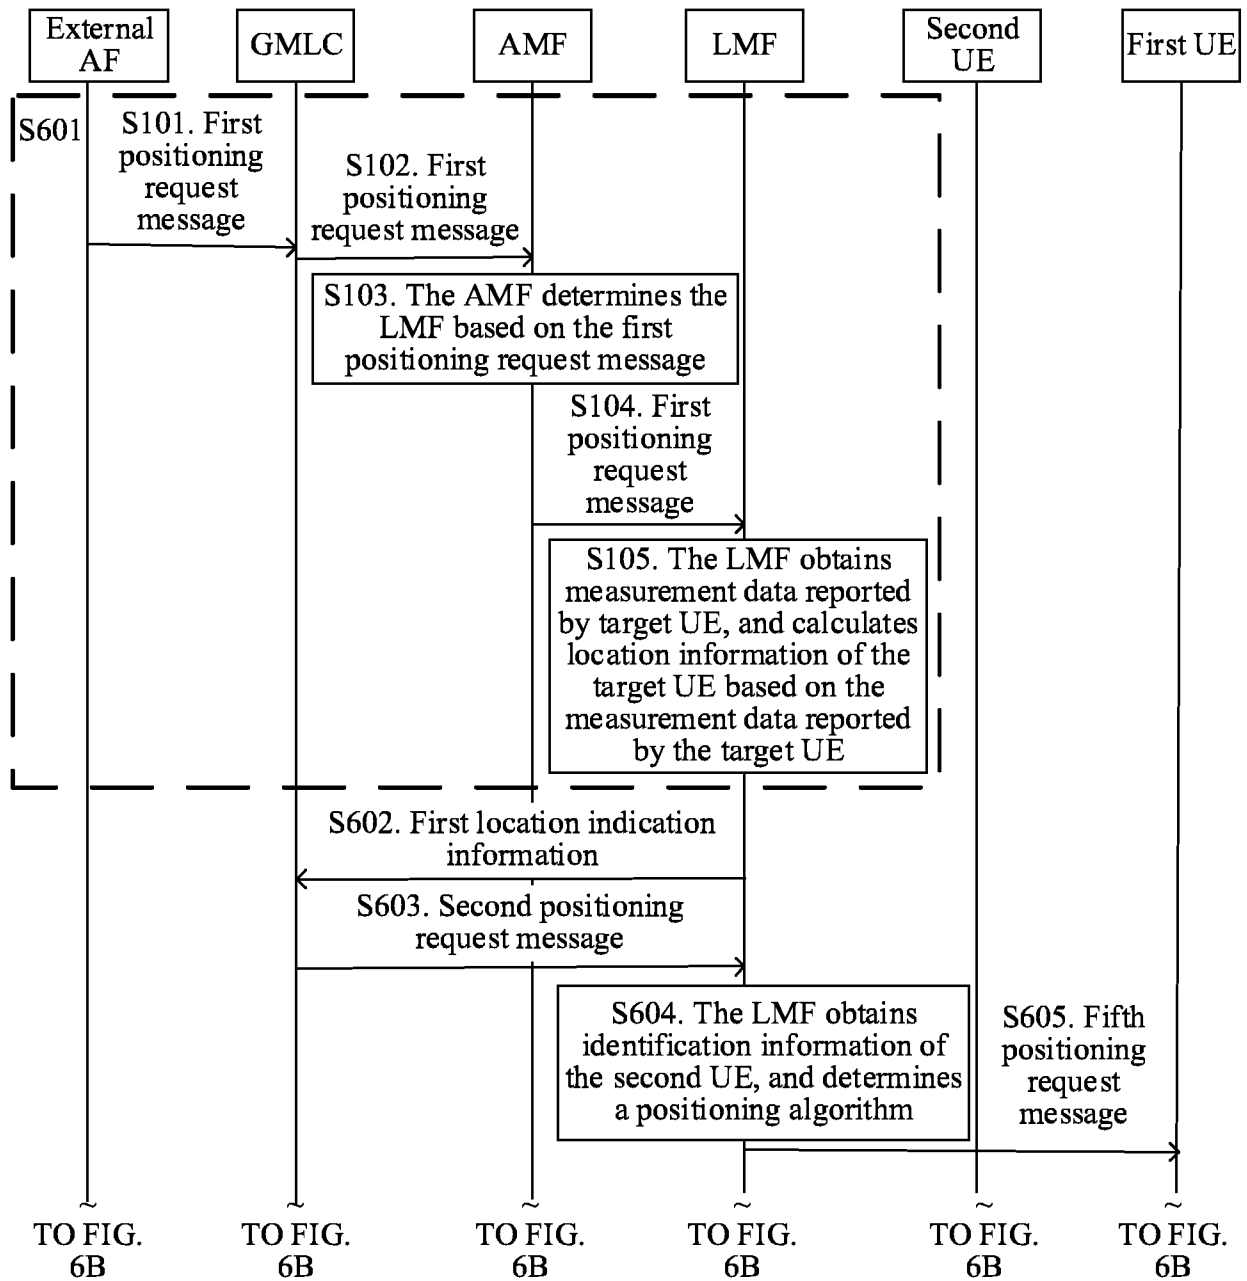 External
AF
GMLC
AMF
LMF
Second
UE
First UE
S601
S101. First
positioning
request
message
S102. First
positioning
request message
S103. The AMF determines the
LMF based on the first
positioning request message
S104. First
positioning
request
message
S105. The LMF obtains
measurement data reported
by target UE, and calculates
location information of the
target UE based on the
measurement data reported
by the target UE
S602. First location indication
information
S603. Second positioning
request message
S604. The LMF obtains
identification information of
the second UE, and determines
a positioning algorithm
S605. Fifth
positioning
request
message
~
TO FIG.
6B
~
TO FIG.
6B
~
TO FIG.
6B
~
TO FIG.
6B
~
TO FIG.
6B
~
TO FIG.
6B